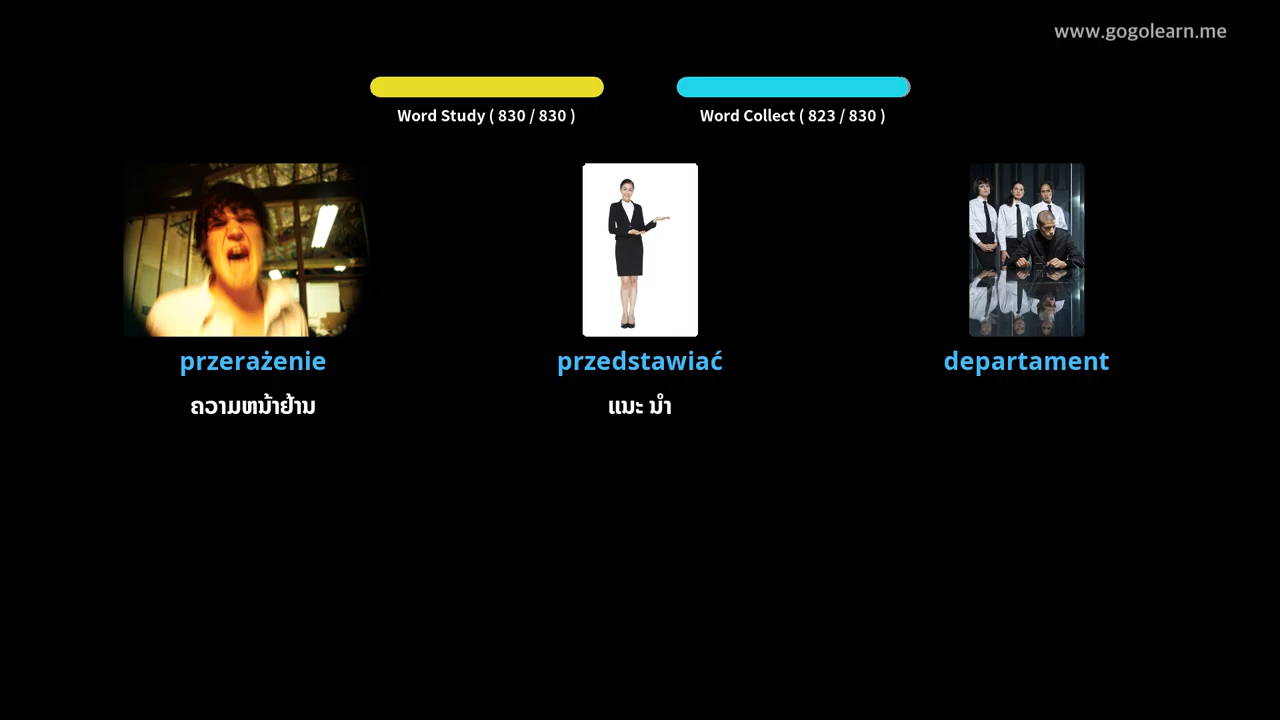 www.gogolearn.me
Word Study ( 830 / 830 )
Word Collect ( 823 / 830 )
przerażenie
przedstawiać
departament
ຄວາມຫນ້າຢ້ານ
ແນະ ນຳ